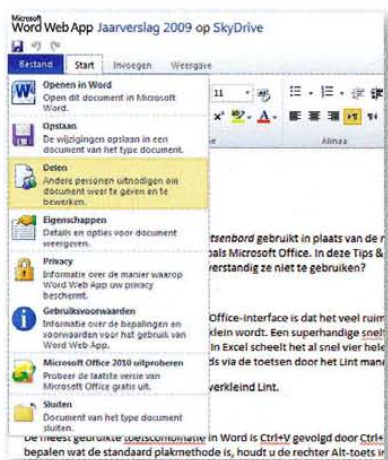 Microsoft
Word Web App Jaarverslag 2009 op SkyDrive
Bestand Start Invoegen Weergave
Openen in Word
Open dit document in Microsoft
Word.
11
Opslaan
De wijzigingen opslaan in een
document van het type document.
Alinea
Delen
Andere personen uitnodigen om
document weer te geven en te
bewerken.
Eigenschappen
Details en opties voor document
weergeven.
tsenbord gebruikt in plaats van de
als Microsoft Office. In deze Tips &
verstandig ze niet te gebruiken?
Privacy
Informatie over de manier waarop
Word Web App uw privacy
beschermt.
Gebruiksvoorwaarden
Informatie over de bepalingen en
voorwaarden voor het gebruik van
Word Web App.
Office-interface is dat het veel ruim
klein wordt. Een superhandige snelt
In Excel scheelt het al snel vier hele
ds via de toetsen door het Lint man
Microsoft Office 2010 uitproberen
Probeer de laatste versie van
Microsoft Office gratis uit.
verkleind Lint.
Sluiten
Document van het type document
sluiten.
De meest gebruikte toetscombinatie in Word is Ctrl+V gevolgd door Ctrl+
bepalen wat de standaard plakmethode is, houdt u de rechter Alt-toets in